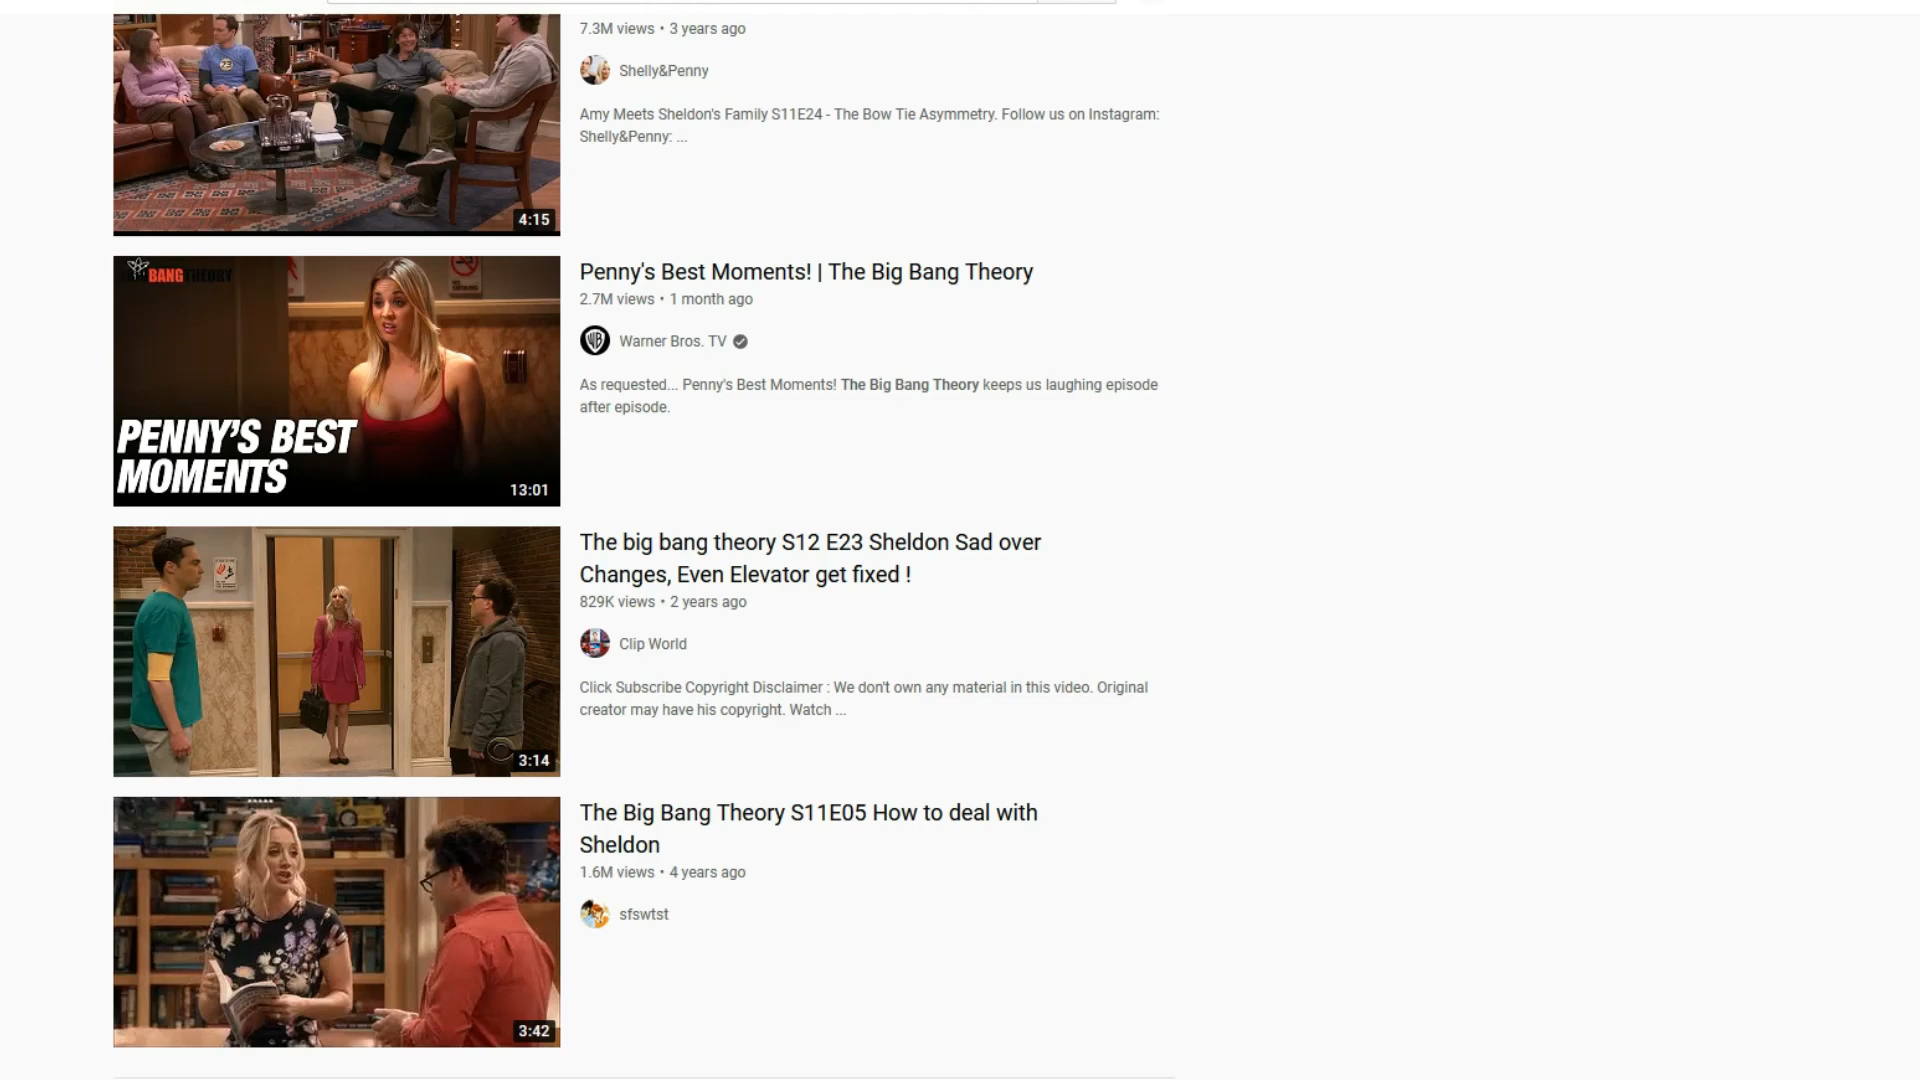 7.3M views • 3 years ago
Shelly&Penny
Amy Meets Sheldon's Family S11E24 - The Bow Tie Asymmetry. Follow us on Instagram:
Shelly&Penny: ...
4:15
BANG THEORY
PENNY'S BEST
MOMENTS
13:01
Penny's Best Moments! | The Big Bang Theory
2.7M views • 1 month ago
Warner Bros. TV
As requested... Penny's Best Moments! The Big Bang Theory keeps us laughing episode
after episode.
3:14
The big bang theory S12 E23 Sheldon Sad over
Changes, Even Elevator get fixed !
829K views • 2 years ago
Clip World
Click Subscribe Copyright Disclaimer : We don't own any material in this video. Original
creator may have his copyright. Watch ...
3:42
The Big Bang Theory S11E05 How to deal with
Sheldon
1.6M views • 4 years ago
sfswtst